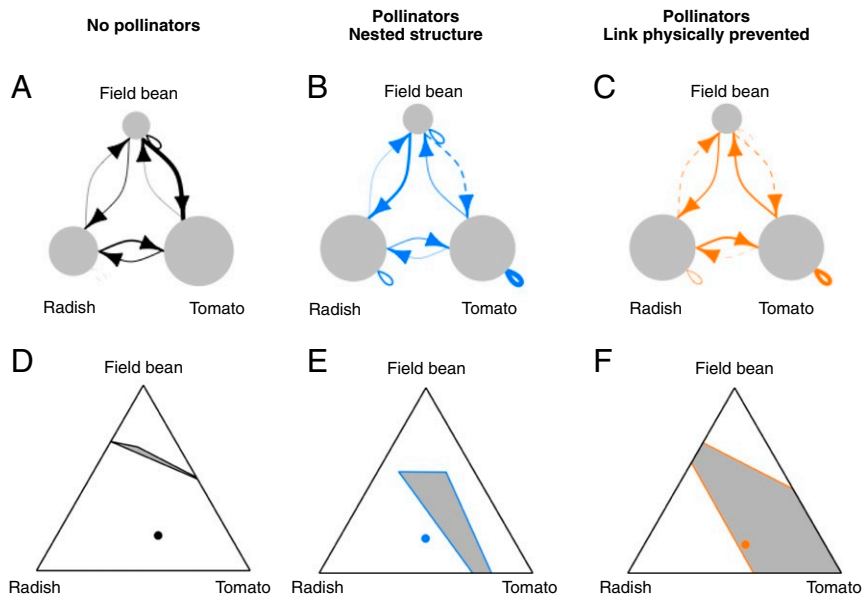 No pollinators
Pollinators
Nested structure
Pollinators
Link physically prevented
A
Field bean
Radish
Tomato
B
Field bean
Radish
Tomato
C
Field bean
Radish
Tomato
D
Field bean
Radish
Tomato
E
Field bean
Radish
Tomato
F
Field bean
Radish
Tomato